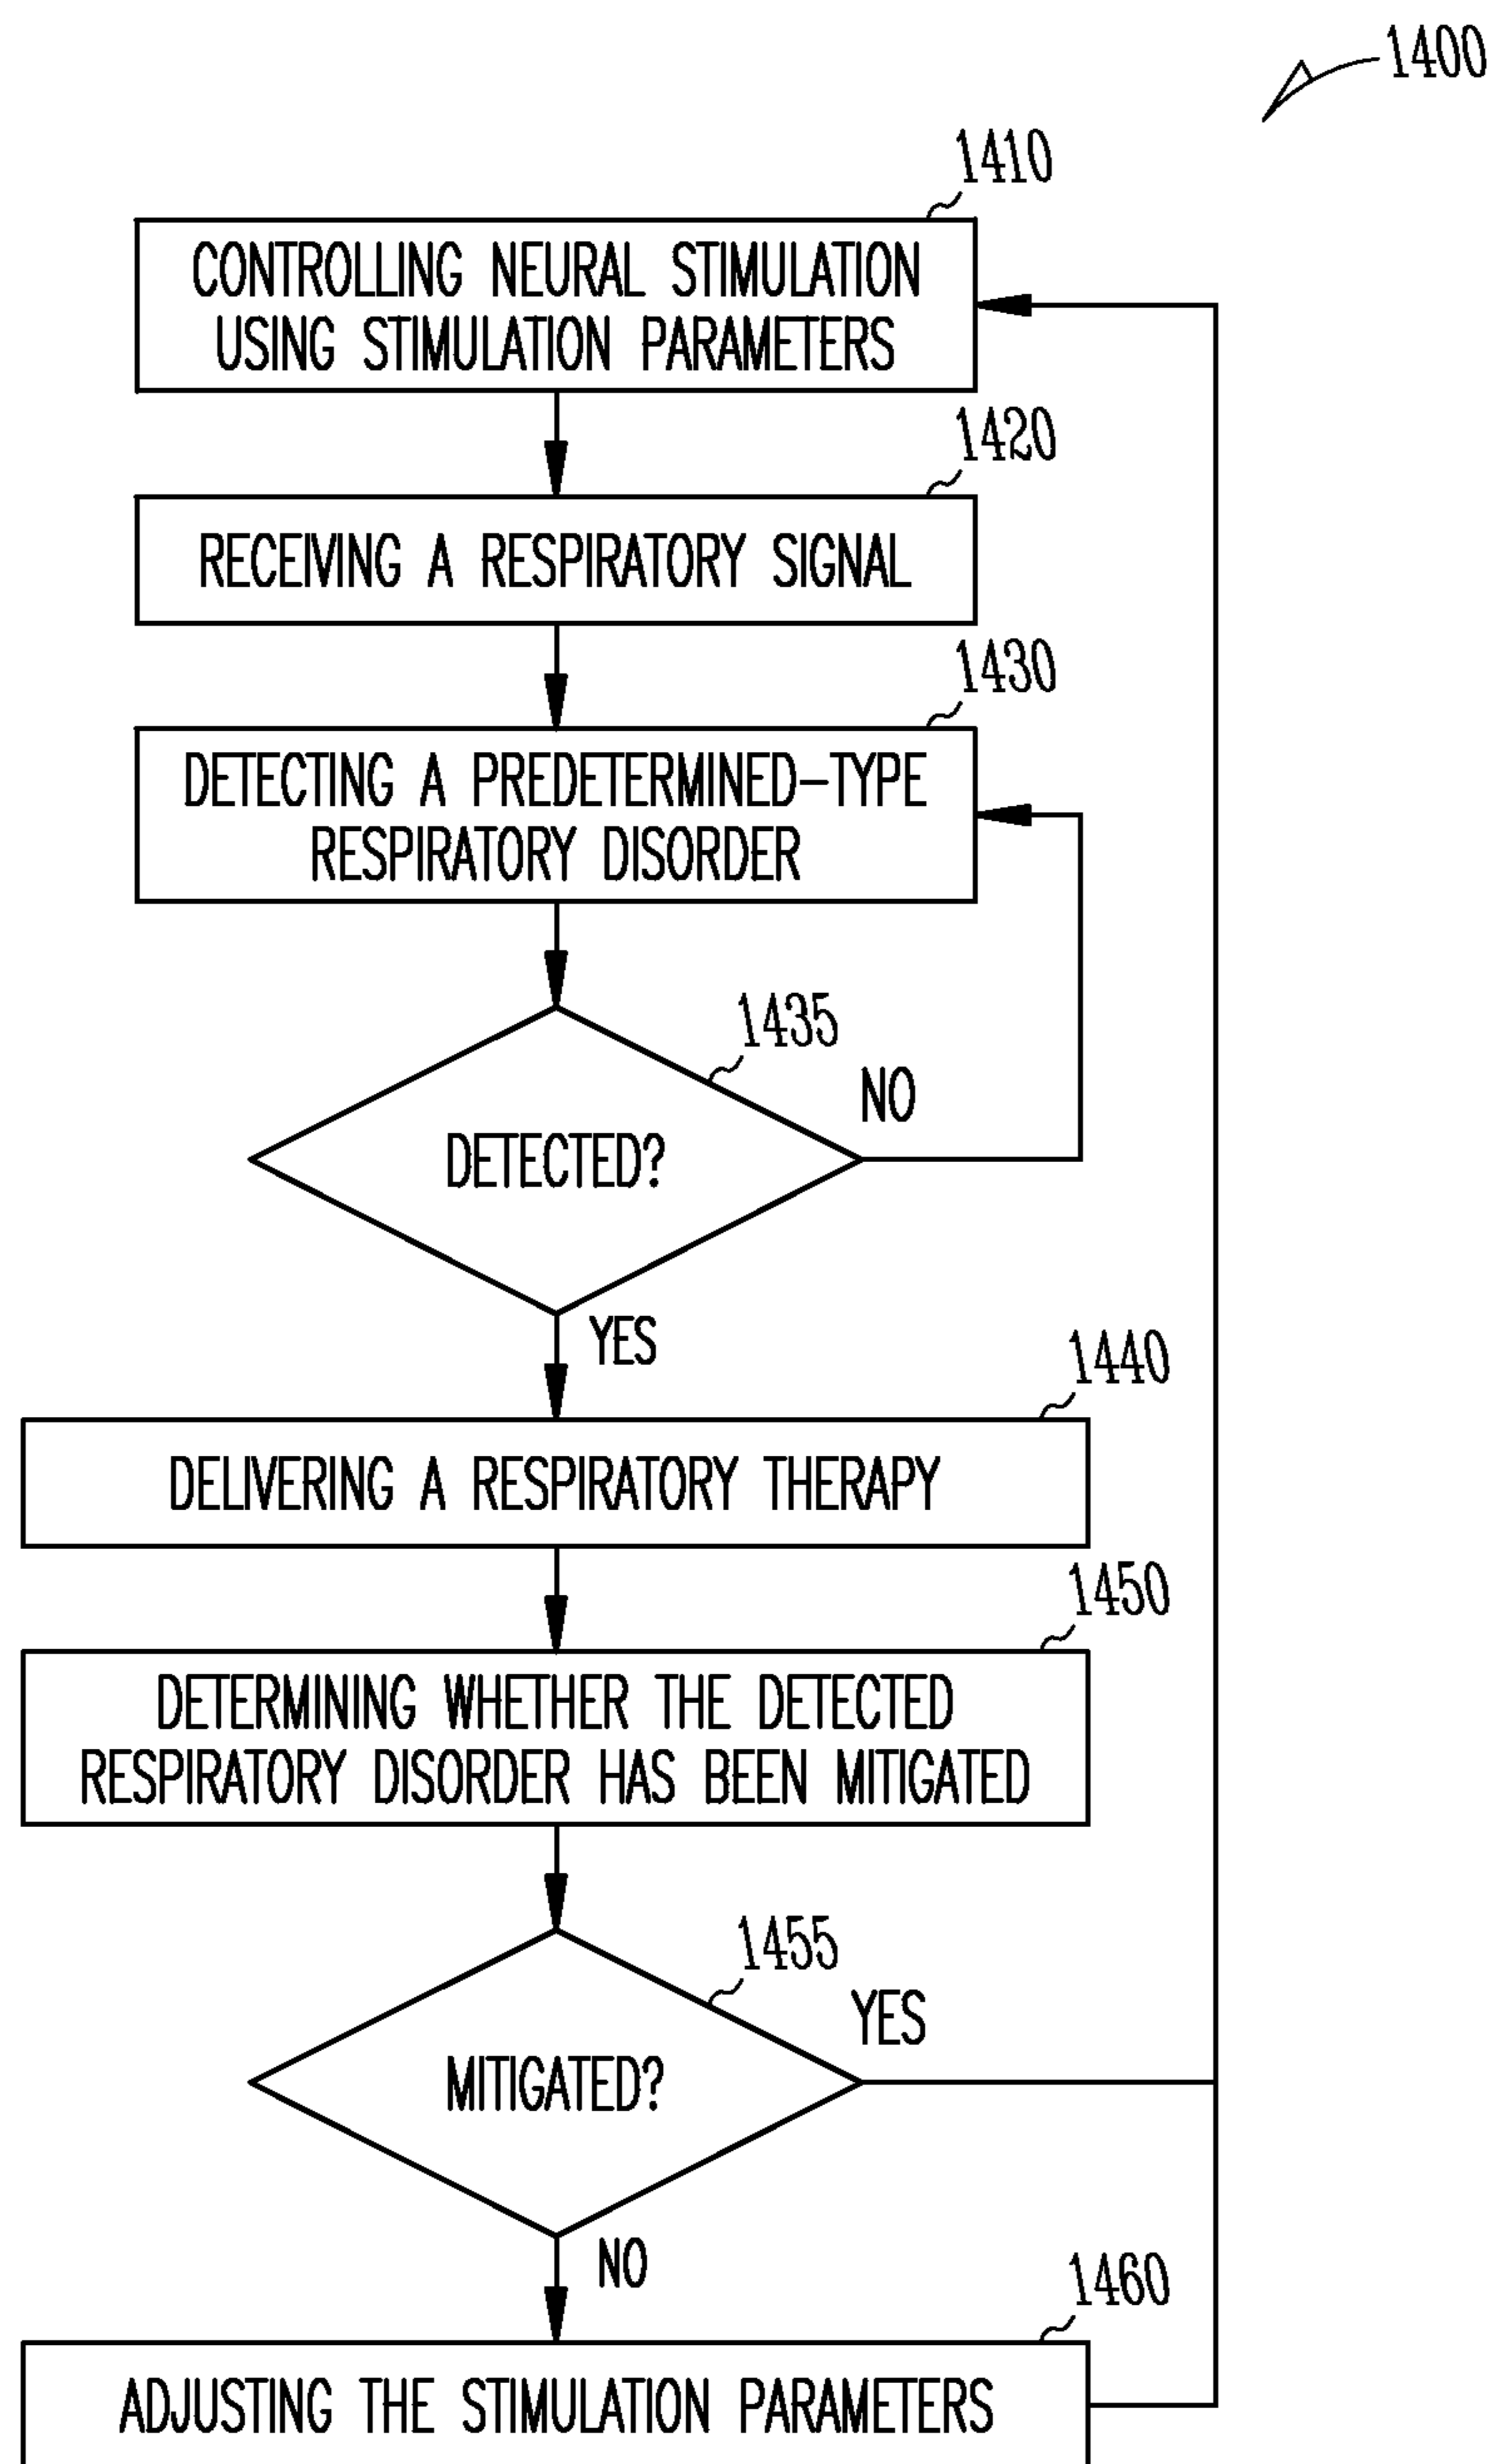 1400
1410
CONTROLLING NEURAL STIMULATION
USING STIMULATION PARAMETERS
1420
RECEIVING A RESPIRATORY SIGNAL
1430
DETECTING A PREDETERMINED-TYPE
RESPIRATORY DISORDER
1435
NO
DETECTED?
YES
1440
DELIVERING A RESPIRATORY THERAPY
1450
DETERMINING WHETHER THE DETECTED
RESPIRATORY DISORDER HAS BEEN MITIGATED
1455
YES
MITIGATED?
NO
1460
ADJUSTING THE STIMULATION PARAMETERS